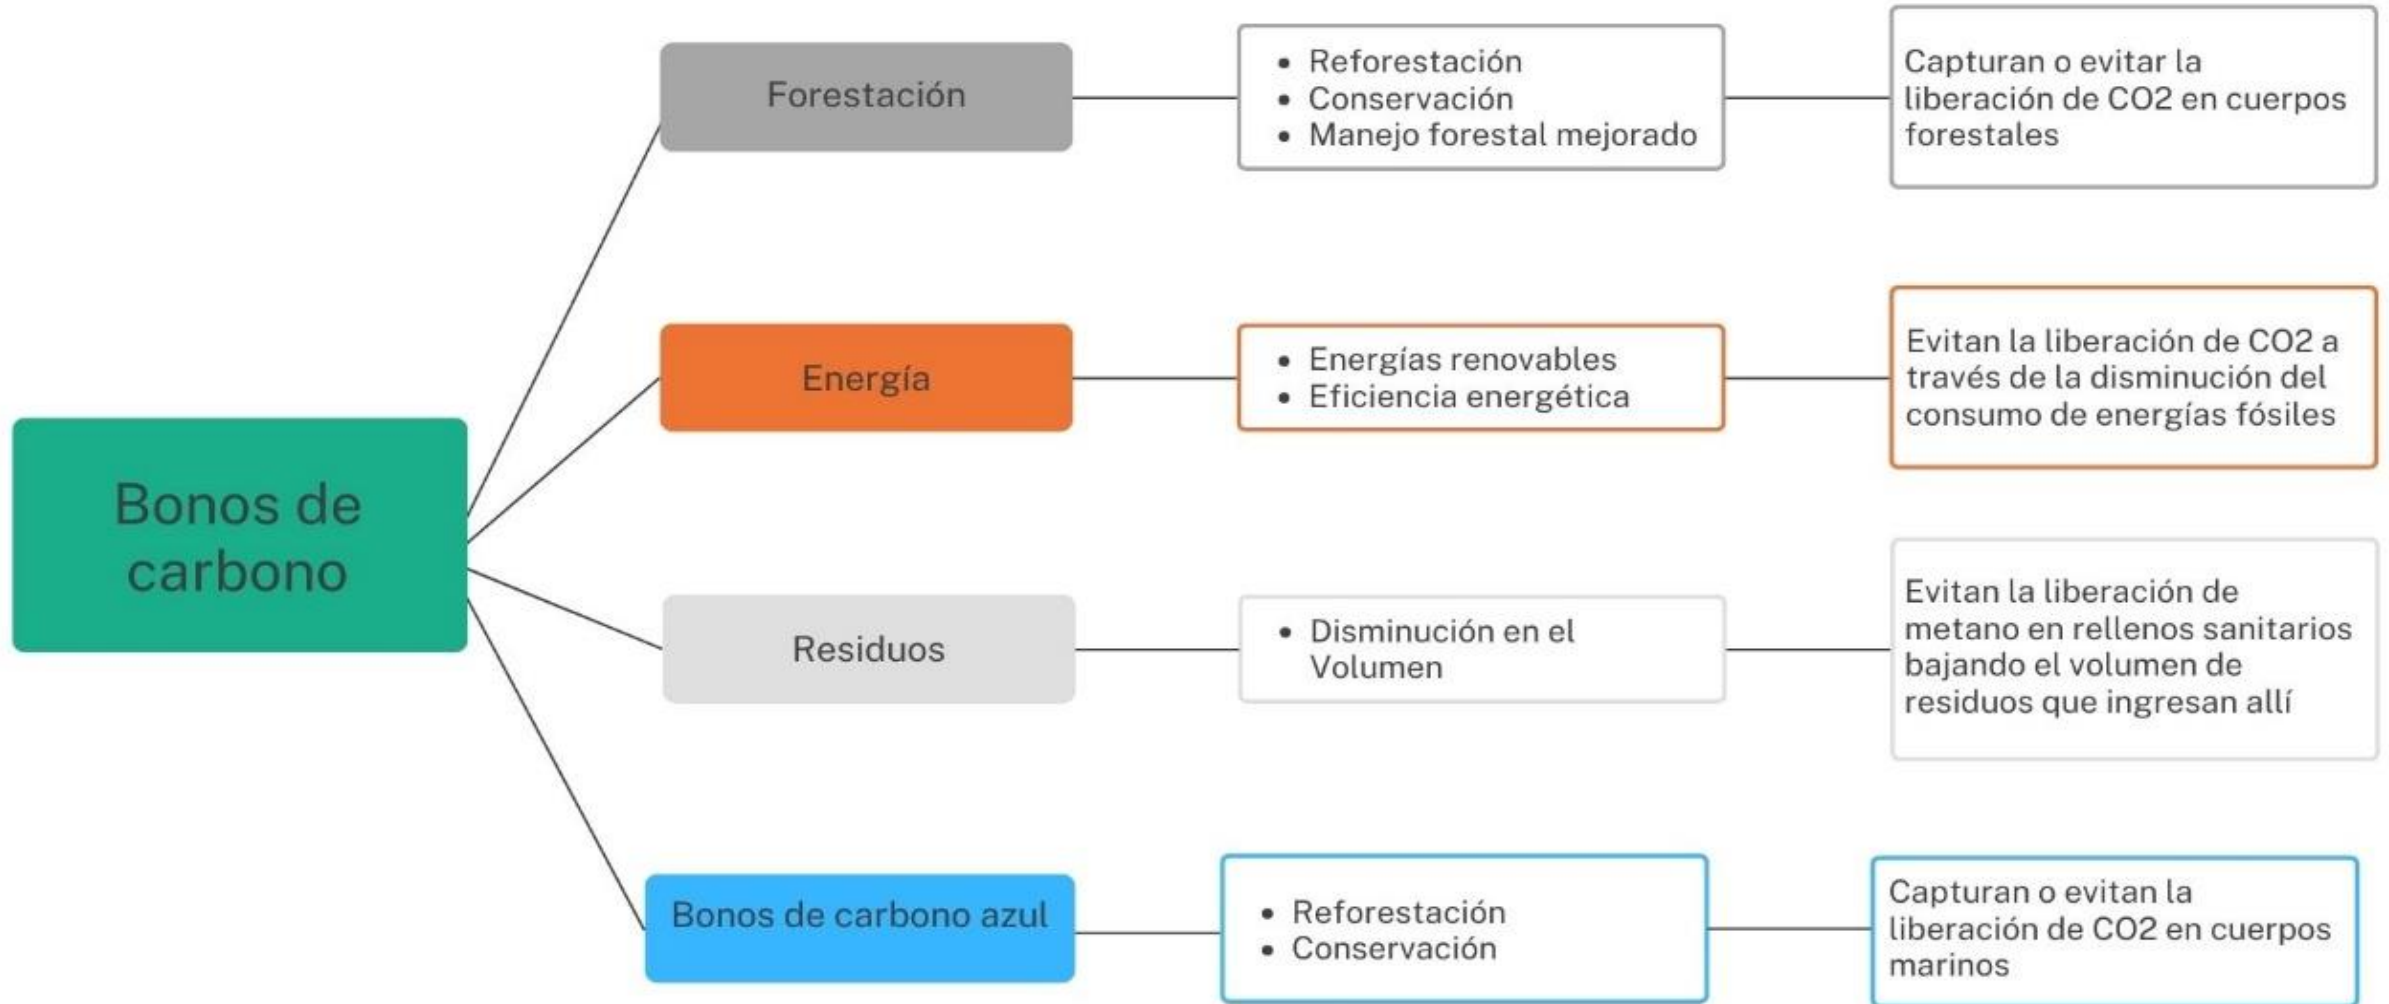 Bonos de
carbono
Forestación
• Reforestación
• Conservación
• Manejo forestal mejorado
Capturan o evitar la
liberación de CO2 en cuerpos
forestales
Energía
• Energías renovables
• Eficiencia energética
Evitan la liberación de CO2 a
través de la disminución del
consumo de energías fósiles
Residuos
• Disminución en el
Volumen
Evitan la liberación de
metano en rellenos sanitarios
bajando el volumen de
residuos que ingresan allí
Bonos de carbono azul
• Reforestación
• Conservación
Capturan o evitan la
liberación de CO2 en cuerpos
marinos